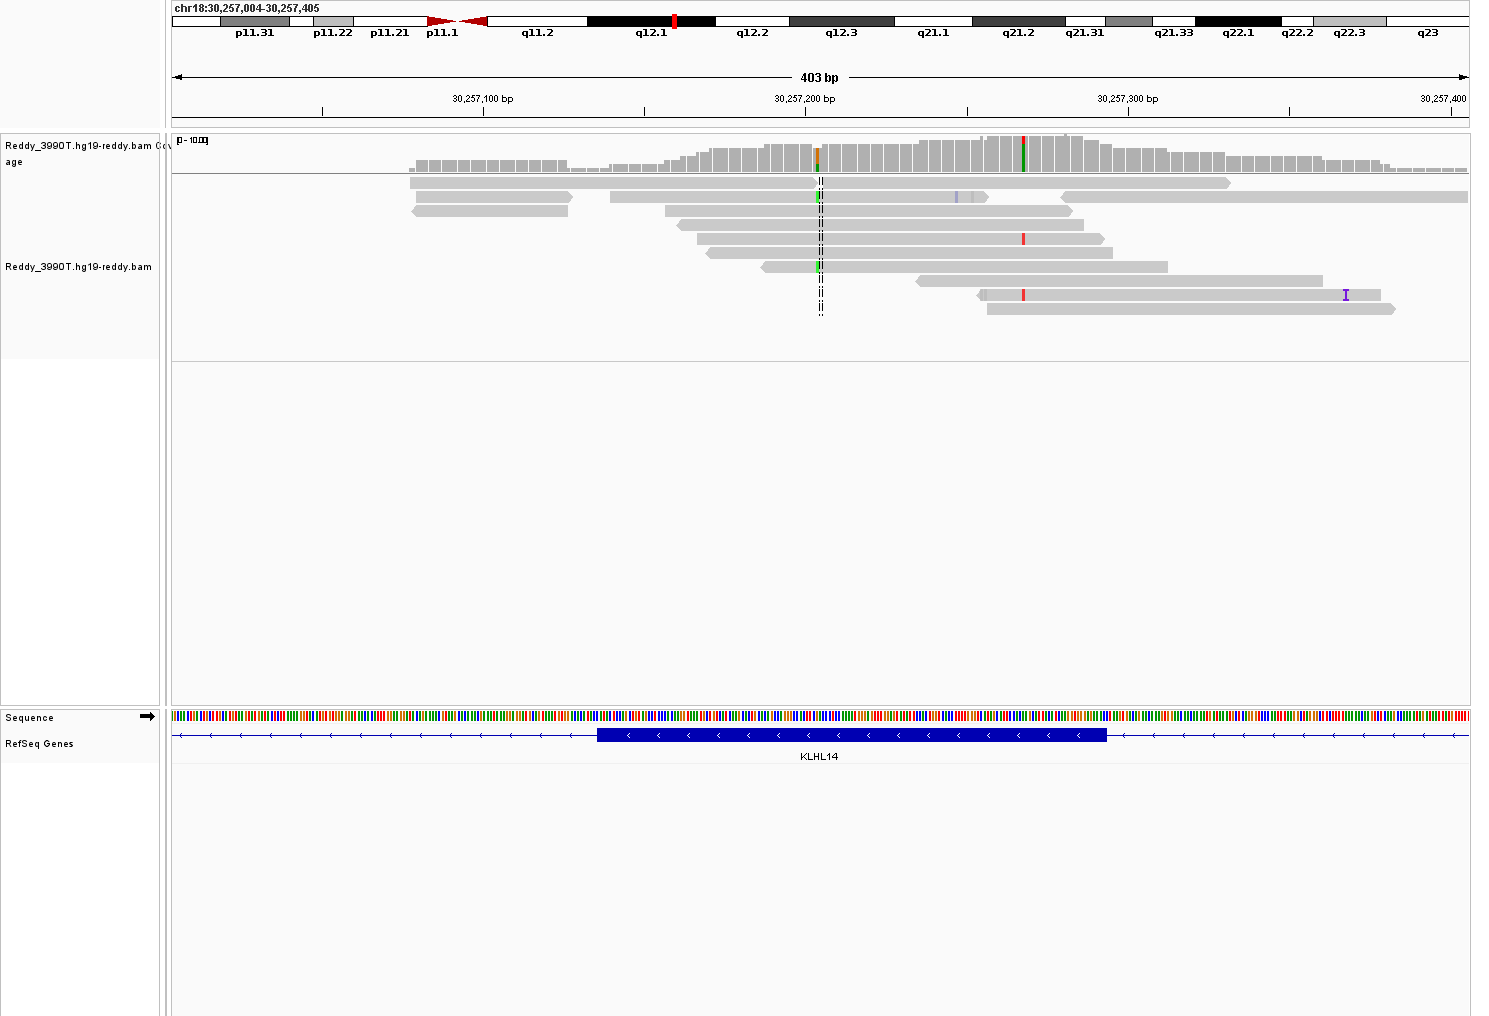 chr18:30,257,004-30,257,405
p11.31 p11.22 p11.21 p11.1 q11.2 q12.1 q12.2 q12.3 q21.1 q21.2 q21.31 q21.33 q22.1 q22.2 q22.3 q23
403 bp
30,257,100 bp 30,257,200 bp 30,257,300 bp 30,257,400
Reddy_3990T.hg19-reddy.bam Cov
age
[0 - 10.00]
Reddy_3990T.hg19-reddy.bam
Sequence
RefSeq Genes
KLHL14